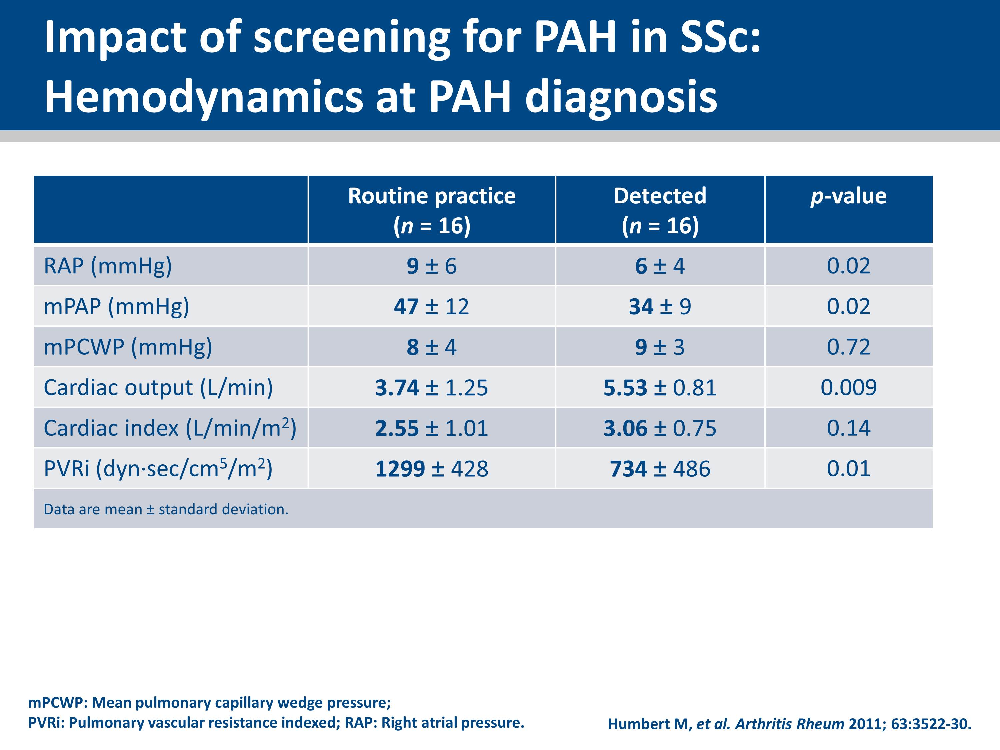 Impact of screening for PAH in SSc:
Hemodynamics at PAH diagnosis
Routine practice (n = 16) Detected (n = 16) p-value
RAP (mmHg) 9 ± 6 6 ± 4 0.02
mPAP (mmHg) 47 ± 12 34 ± 9 0.02
mPCWP (mmHg) 8 ± 4 9 ± 3 0.72
Cardiac output (L/min) 3.74 ± 1.25 5.53 ± 0.81 0.009
Cardiac index (L/min/m²) 2.55 ± 1.01 3.06 ± 0.75 0.14
PVRi (dyn·sec/cm⁵/m²) 1299 ± 428 734 ± 486 0.01
Data are mean ± standard deviation.
mPCWP: Mean pulmonary capillary wedge pressure;
PVRi: Pulmonary vascular resistance indexed; RAP: Right atrial pressure.
Humbert M, et al. Arthritis Rheum 2011; 63:3522-30.